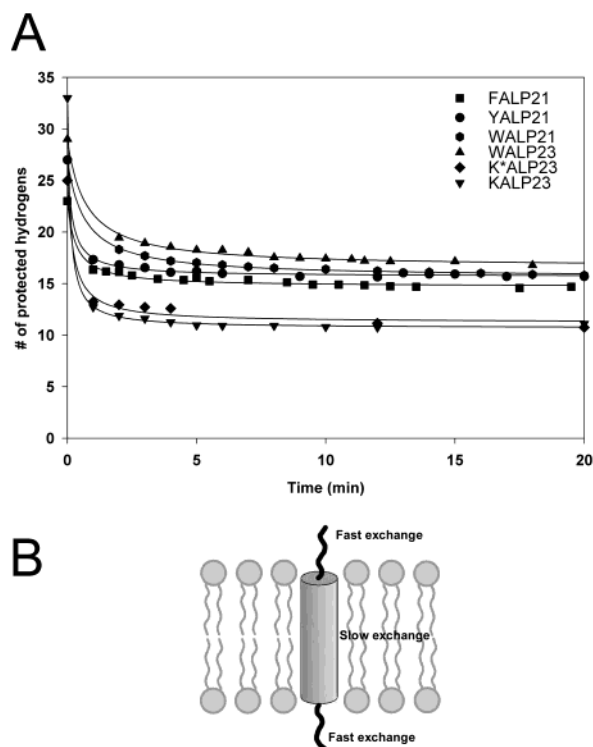 A
35
30
25
20
15
10
5
0
# of protected hydrogens
FALP21
YALP21
WALP21
WALP23
K*ALP23
KALP23
0 5 10 15 20
Time (min)
B
Fast exchange
Slow exchange
Fast exchange